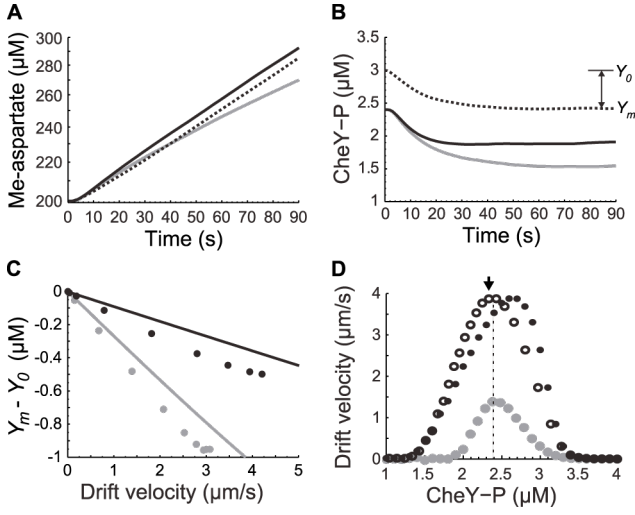 A
Me-aspartate (μM)
300
280
260
240
220
200
0 10 20 30 40 50 60 70 80 90
Time (s)
B
CheY−P (μM)
3.5
3
2.5
2
1.5
1
Y0
Ym
0 10 20 30 40 50 60 70 80 90
Time (s)
C
Ym - Y0 (μM)
0
-0.2
-0.4
-0.6
-0.8
-1
0 1 2 3 4 5
Drift velocity (μm/s)
D
Drift velocity (μm/s)
4
3
2
1
0
1 1.5 2 2.5 3 3.5 4
CheY−P (μM)